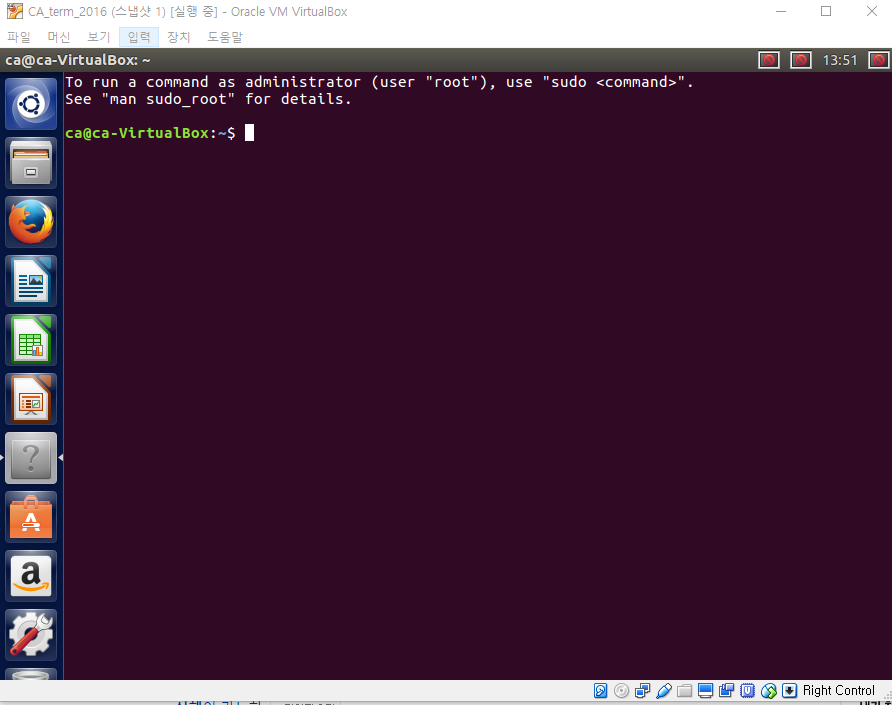 CA_term_2016 (스냅샷 1) [실행 중] - Oracle VM VirtualBox
파일 머신 보기 입력 장치 도움말
ca@ca-VirtualBox: ~ 13:51
To run a command as administrator (user "root"), use "sudo <command>".
See "man sudo_root" for details.
ca@ca-VirtualBox:~$
Right Control